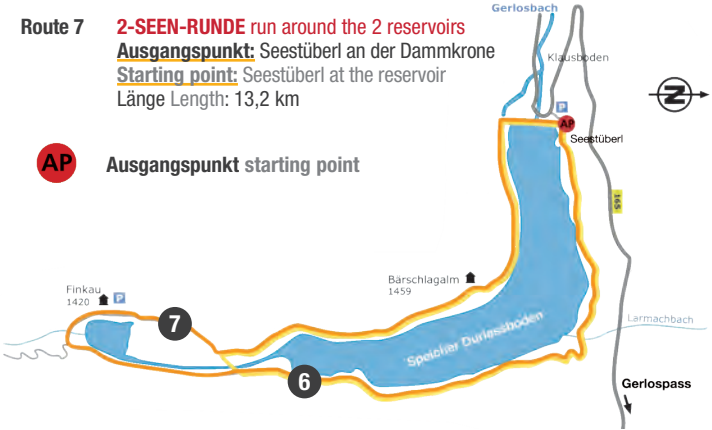 Route 7 2-SEEN-RUNDE run around the 2 reservoirs
Ausgangspunkt: Seestüberl an der Dammkrone
Starting point: Seestüberl at the reservoir
Länge Length: 13,2 km
AP Ausgangspunkt starting point
Gerlosbach
Klausboden
N
P
AP
Seestüberl
165
Finkau
1420
P
Bärschlagalm
1459
7
Speicher Durlassboden
Larmachbach
6
Gerlospass